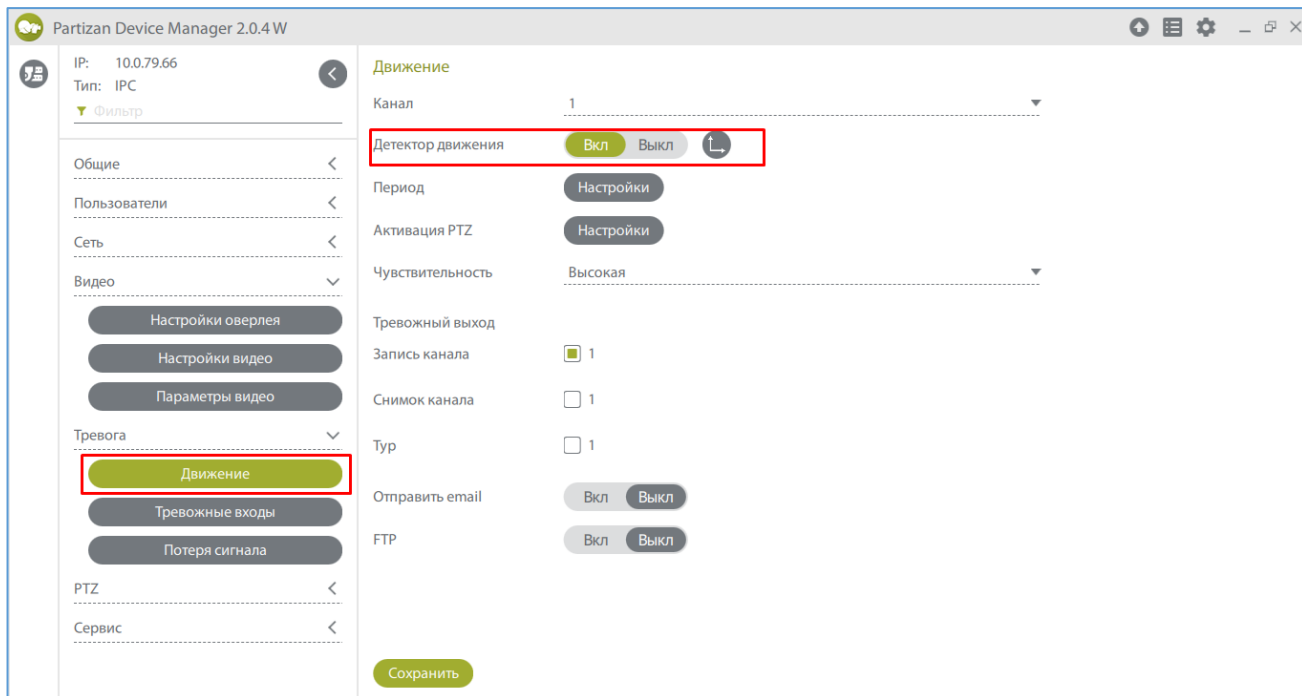 Partizan Device Manager 2.0.4 W
IP: 10.0.79.66
Тип: IPC
Фильтр
Общие
Пользователи
Сеть
Видео
Настройки оверлея
Настройки видео
Параметры видео
Тревога
Движение
Тревожные входы
Потеря сигнала
PTZ
Сервис
Движение
Канал 1
Детектор движения Вкл Выкл
Период Настройки
Активация PTZ Настройки
Чувствительность Высокая
Тревожный выход
Запись канала 1
Снимок канала 1
Тур 1
Отправить email Вкл Выкл
FTP Вкл Выкл
Сохранить